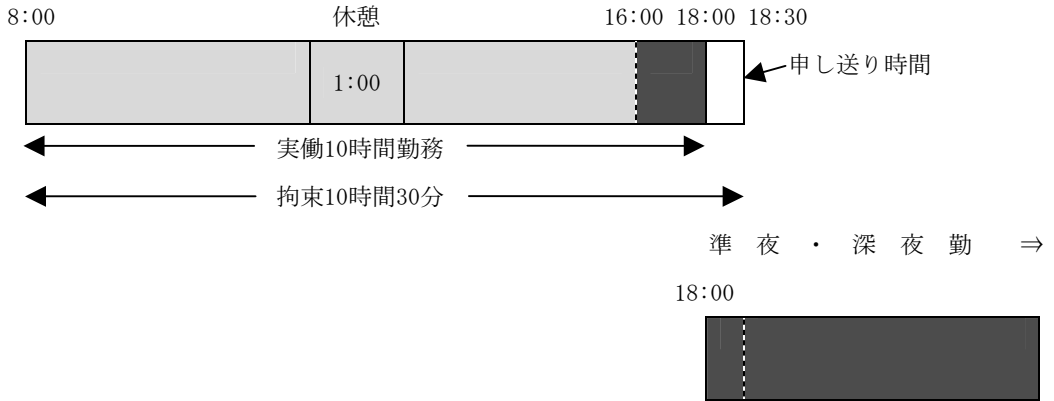 8:00 休憩 16:00 18:00 18:30
申し送り時間
1:00
実働10時間勤務
拘束10時間30分
準 夜 ・ 深 夜 勤 ⇒
18:00